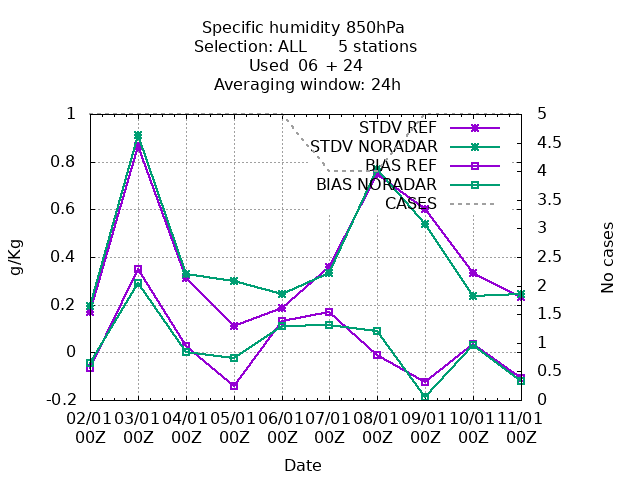 Specific humidity 850hPa
Selection: ALL 5 stations
Used 06 + 24
Averaging window: 24h
1
0.8
0.6
0.4
0.2
0
-0.2
g/Kg
5
4.5
4
3.5
3
2.5
2
1.5
1
0.5
0
No cases
STDV REF
STDV NORADAR
BIAS REF
BIAS NORADAR
CASES
02/01 03/01 04/01 05/01 06/01 07/01 08/01 09/01 10/01 11/01
00Z 00Z 00Z 00Z 00Z 00Z 00Z 00Z 00Z 00Z
Date